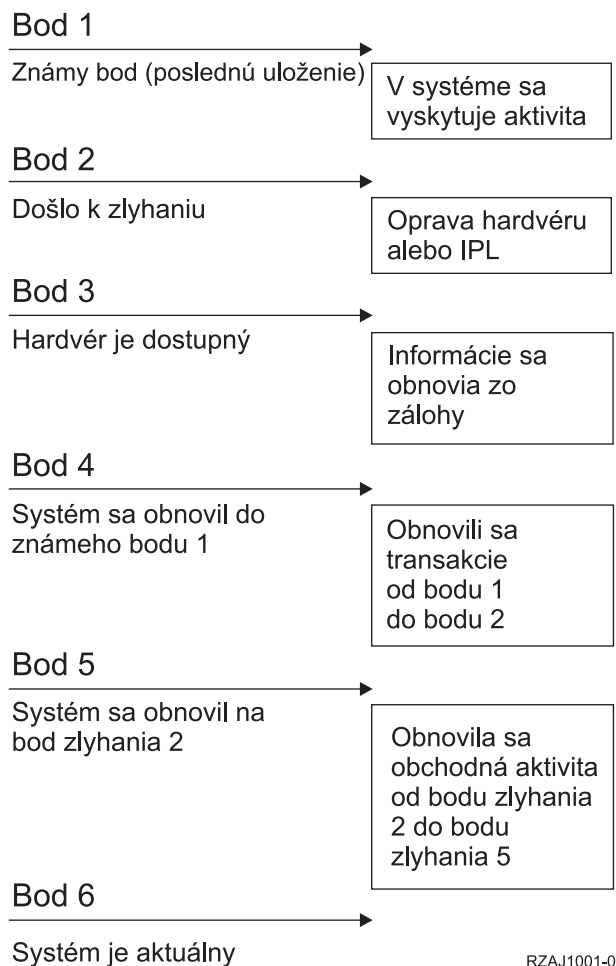 Bod 1
Známy bod (poslednú uloženie)
V systéme sa
vyskytuje aktivita
Bod 2
Došlo k zlyhaniu
Oprava hardvéru
alebo IPL
Bod 3
Hardvér je dostupný
Informácie sa
obnovia zo
zálohy
Bod 4
Systém sa obnovil do
známeho bodu 1
Obnovili sa
transakcie
od bodu 1
do bodu 2
Bod 5
Systém sa obnovil na
bod zlyhania 2
Obnovila sa
obchodná aktivita
od bodu zlyhania
2 do bodu
zlyhania 5
Bod 6
Systém je aktuálny
RZAJ1001-0